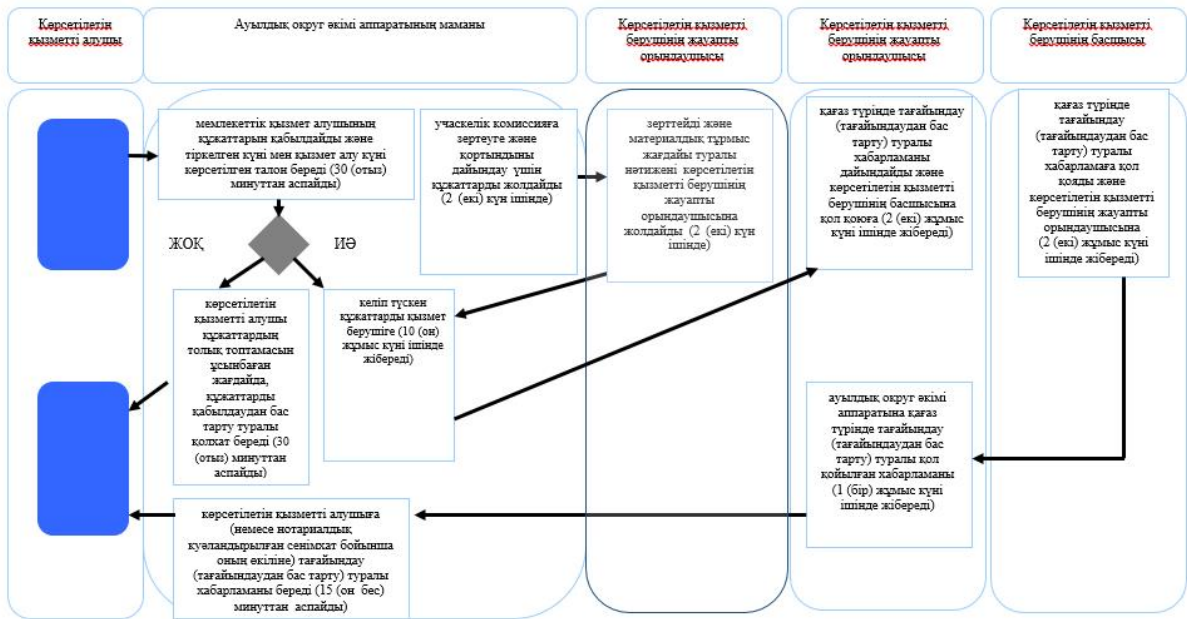 Көрсетілетін
қызметті алушы
Ауылдық округ әкімі аппаратының маманы
Көрсетілетін қызметті
берушінің жауапты
орындаушысы
Көрсетілетін қызметті
берушінің жауапты
орындаушысы
Көрсетілетін қызметті
берушінің басшысы
мемлекеттік қызмет алушының
құжаттарын қабылдайды және
тіркелген күні мен қызмет алу күні
көрсетілген талон береді (30 (отыз)
минуттан аспайды)
учаскелік комиссияға
зертеуге және
қортындыны
дайындау үшін
құжаттарды жолдайды
(2 (екі) күн ішінде)
зерттейді және
материалдық тұрмыс
жағдайы туралы
нәтижені көрсетілетін
қызметті берушінің
жауапты
орындаушысына
жолдайды (2 (екі) күн
ішінде)
қағаз түрінде тағайындау
(тағайындаудан бас
тарту) туралы
хабарламаны
дайындайды және
көрсетілетін қызметті
берушінің басшысына
қол қоюға (2 (екі) жұмыс
күні ішінде жібереді)
қағаз түрінде
тағайындау
(тағайындаудан бас
тарту) туралы
хабарламаға қол
қояды және
көрсетілетін қызметті
берушінің жауапты
орындаушысына
(2 (екі) жұмыс күні
ішінде жібереді)
ЖОҚ
ИӘ
көрсетілетін
қызметті алушы
құжаттардың
толық топтамасын
ұсынбаған
жағдайда,
құжаттарды
қабылдаудан бас
тарту туралы
қолхат береді (30
(отыз) минуттан
аспайды)
келіп түскен
құжаттарды қызмет
берушіге (10 (он)
жұмыс күні ішінде
жібереді)
ауылдық округ әкімі
аппаратына қағаз
түрінде тағайындау
(тағайындаудан бас
тарту) туралы қол
қойылған хабарламаны
(1 (бір) жұмыс күні
ішінде жібереді)
көрсетілетін қызметті алушыға
(немесе нотариалдық
куәландырылған сенімхат бойынша
оның өкіліне) тағайындау
(тағайындаудан бас тарту) туралы
хабарламаны береді (15 (он бес)
минуттан аспайды)